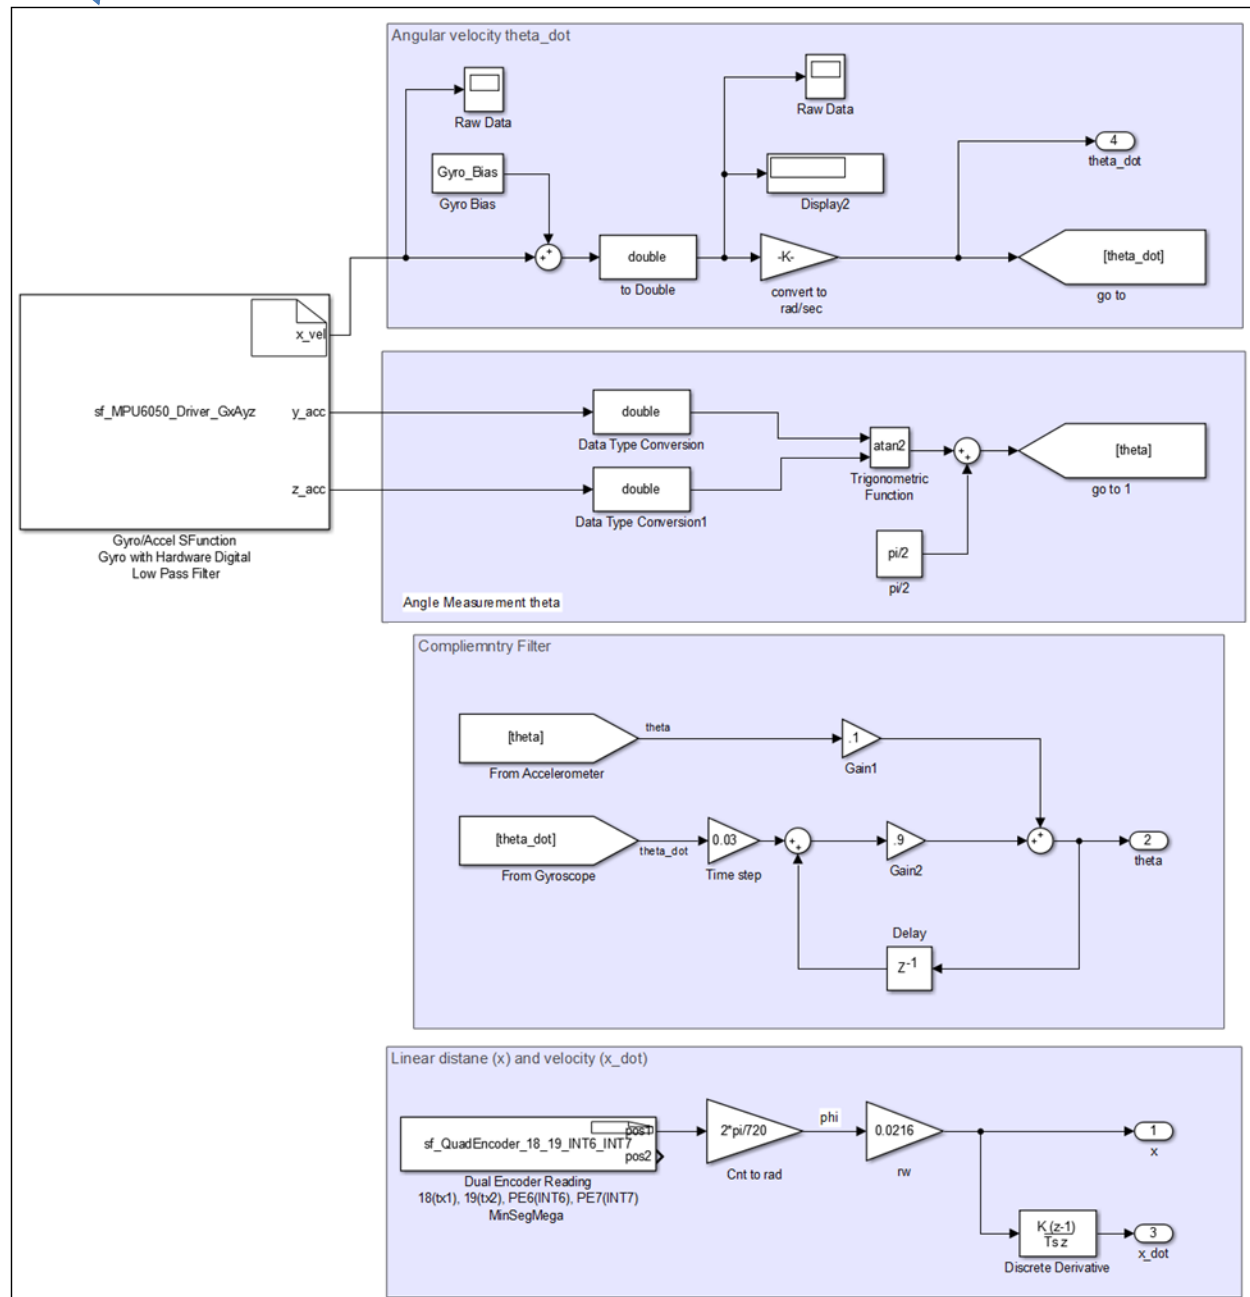 Angular velocity theta_dot
Raw Data
Raw Data
4
theta_dot
Gyro_Bias
Gyro Bias
Display2
+
+
double
to Double
-K-
convert to
rad/sec
[theta_dot]
go to
x_vel
sf_MPU6050_Driver_GxAyz
y_acc
z_acc
Gyro/Accel SFunction
Gyro with Hardware Digital
Low Pass Filter
double
Data Type Conversion
double
Data Type Conversion1
atan2
Trigonometric
Function
+
+
[theta]
go to 1
pi/2
pi/2
Angle Measurement theta
Compliemntry Filter
[theta]
From Accelerometer
theta
.1
Gain1
[theta_dot]
From Gyroscope
theta_dot
0.03
Time step
+
+
.9
Gain2
+
+
2
theta
Delay
Z-1
Linear distane (x) and velocity (x_dot)
pos1
sf_QuadEncoder_18_19_INT6_INT7
pos2
Dual Encoder Reading
18(tx1), 19(tx2), PE6(INT6), PE7(INT7)
MinSegMega
2*pi/720
Cnt to rad
phi
0.0216
rw
1
x
K (z-1)
Ts z
Discrete Derivative
3
x_dot